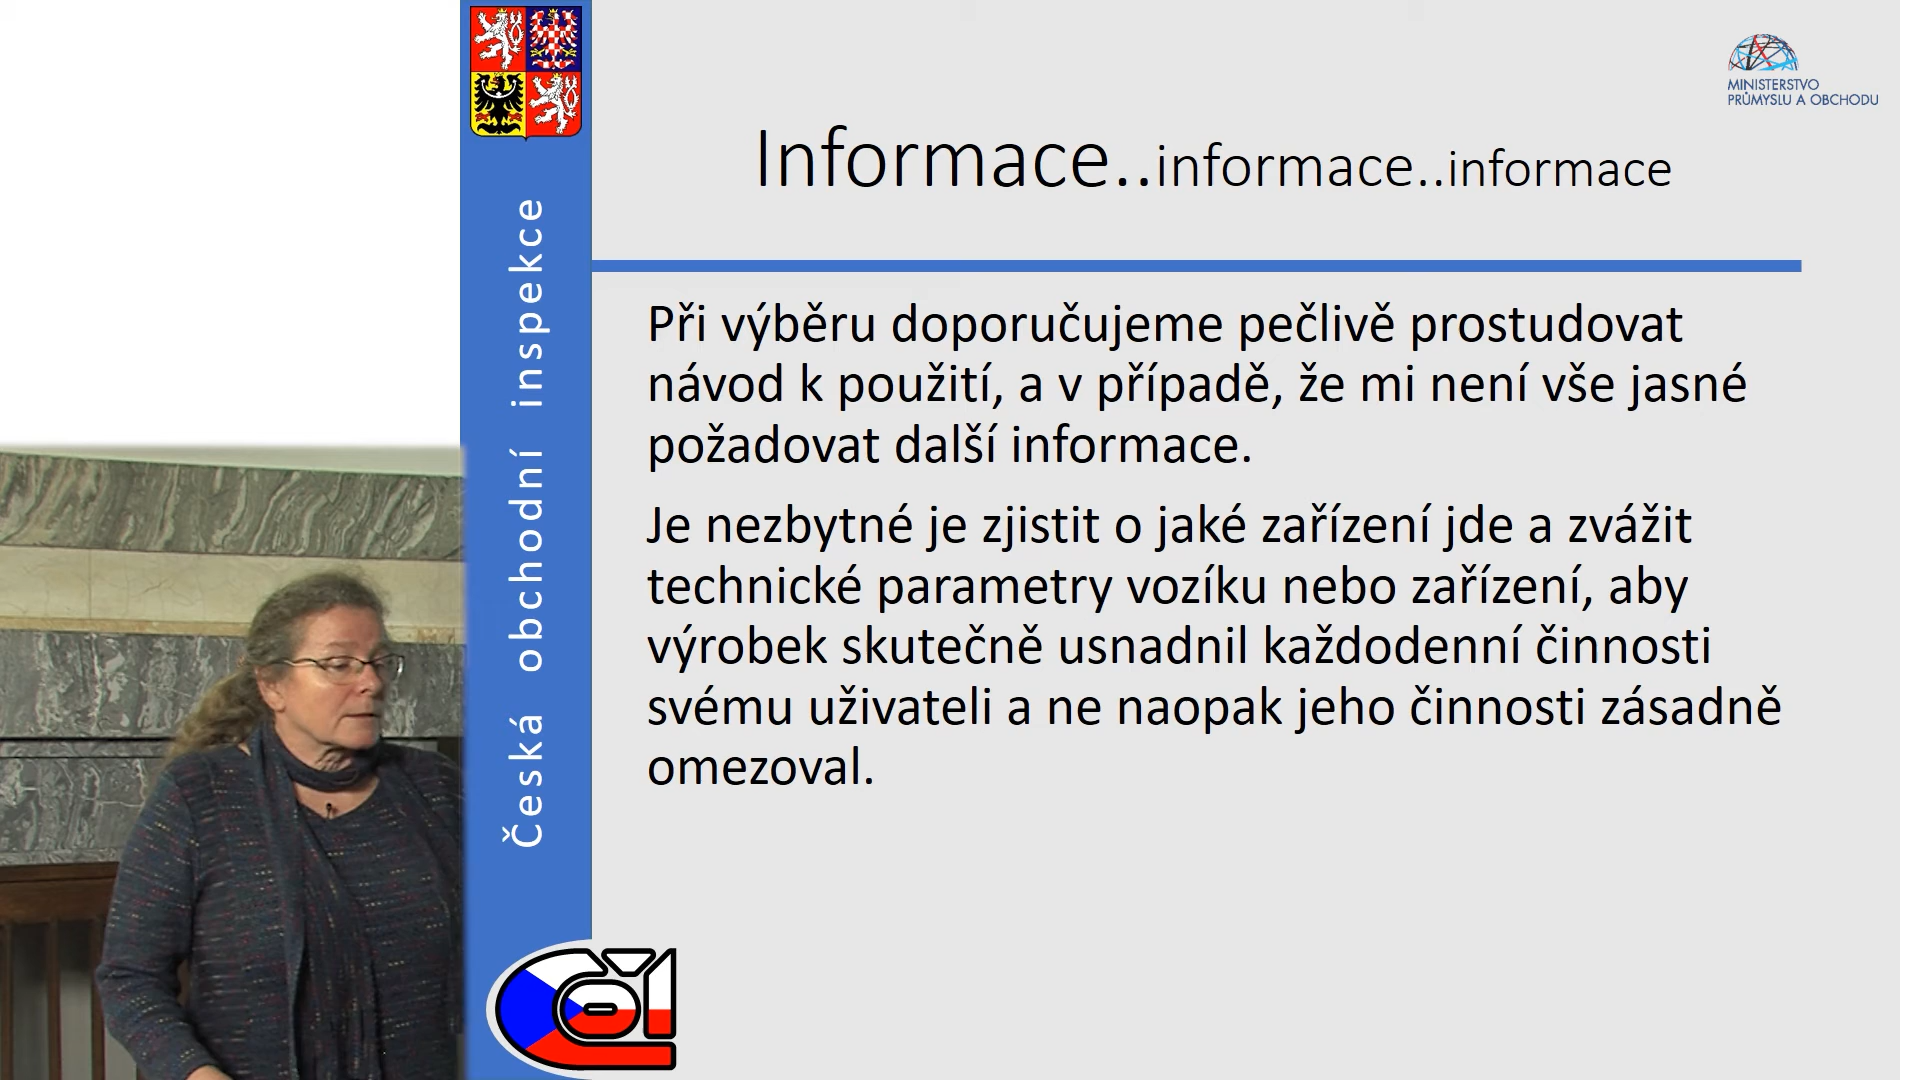 MINISTERSTVO
PRŮMYSLU A OBCHODU
Informace..informace..informace
Česká obchodní inspekce
Při výběru doporučujeme pečlivě prostudovat
návod k použití, a v případě, že mi není vše jasné
požadovat další informace.
Je nezbytné je zjistit o jaké zařízení jde a zvážit
technické parametry vozíku nebo zařízení, aby
výrobek skutečně usnadnil každodenní činnosti
svému uživateli a ne naopak jeho činnosti zásadně
omezoval.
ČOI